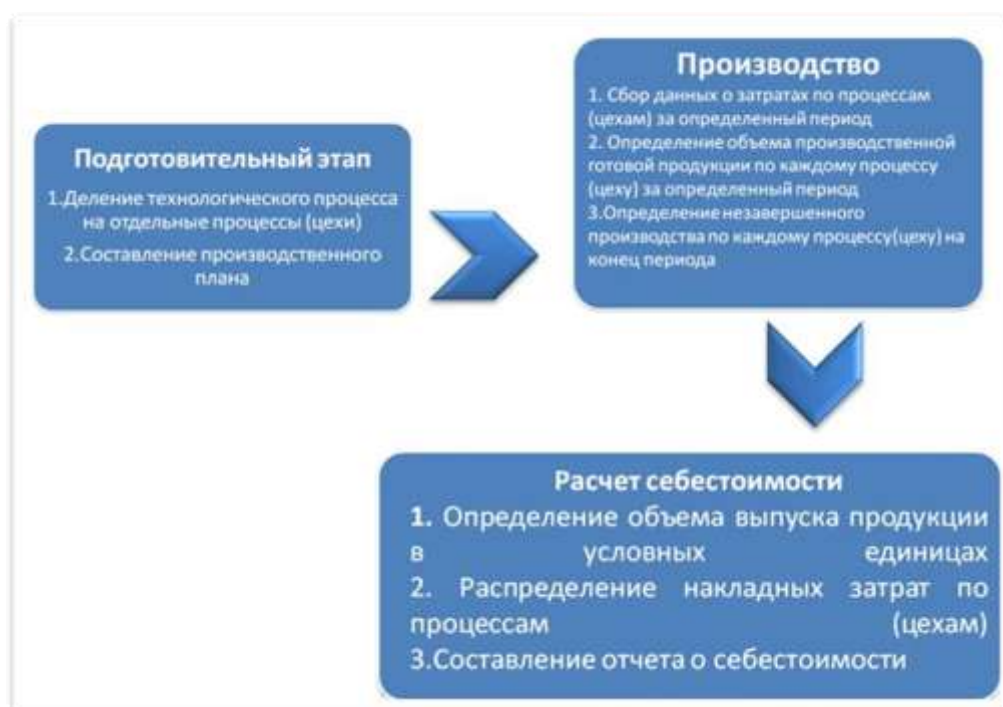 Подготовительный этап
1.Деление технологического процесса
на отдельные процессы (цехи)
2.Составление производственного
плана
Производство
1. Сбор данных о затратах по процессам
(цехам) за определенный период
2. Определение объема производственной
готовой продукции по каждому процессу
(цеху) за определенный период
3.Определение незавершенного
производства по каждому процессу(цеху) на
конец периода
Расчет себестоимости
1. Определение объема выпуска продукции
в условных единицах
2. Распределение накладных затрат по
процессам (цехам)
3.Составление отчета о себестоимости